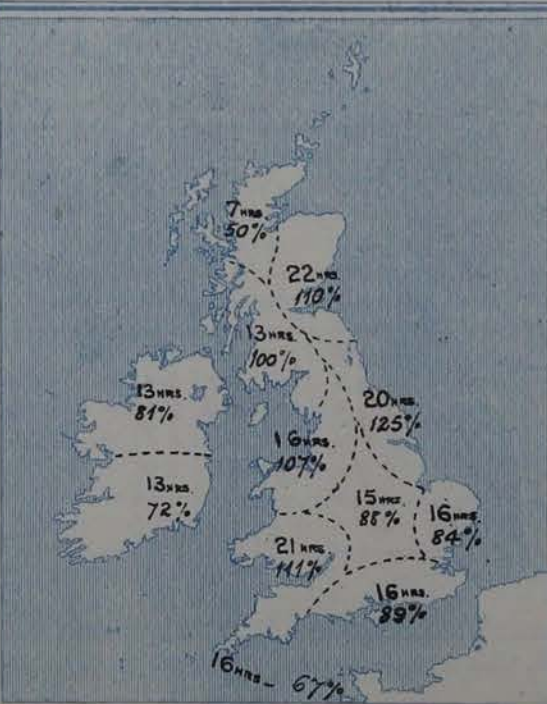 7 HRS.
50%
22 HRS.
110%
13 HRS.
100%
13 HRS.
81%
20 HRS.
125%
16 HRS.
107%
13 HRS.
72%
15 HRS.
88%
16 HRS.
84%
21 HRS.
111%
16 HRS.
89%
16 HRS_ 67%